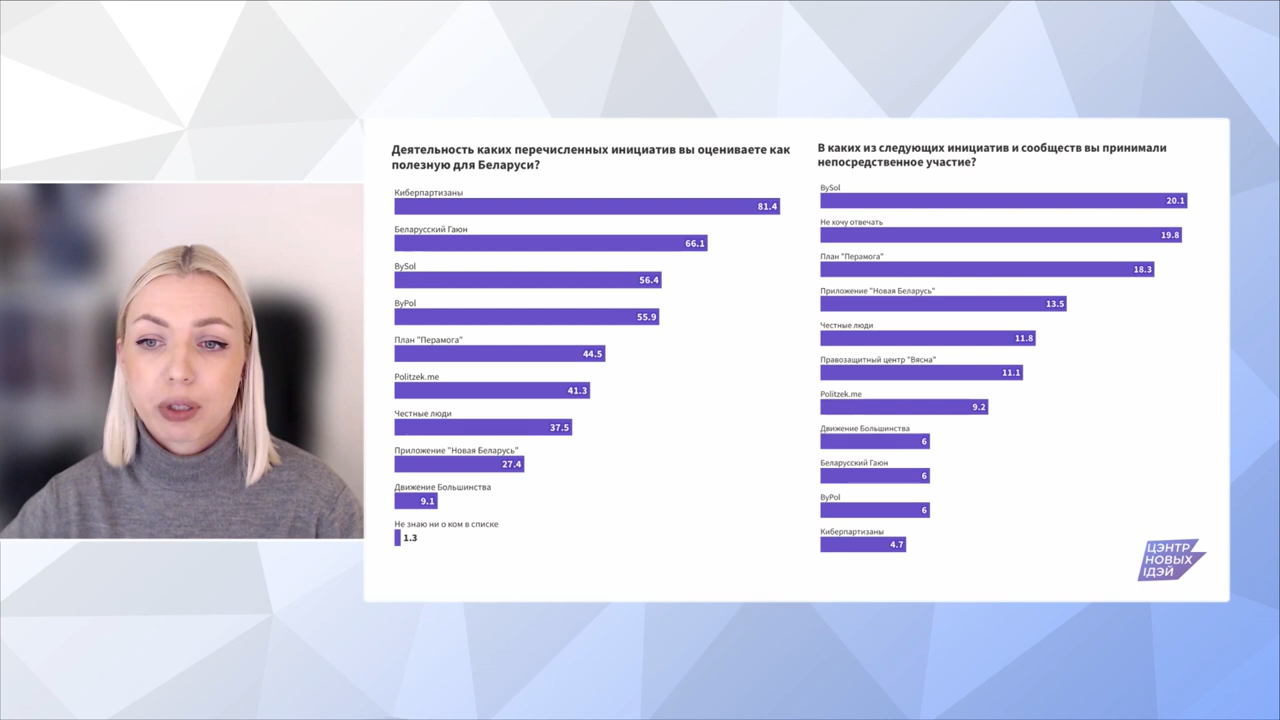 Деятельность каких перечисленных инициатив вы оцениваете как
полезную для Беларуси?
Киберпартизаны
81.4
Беларусский Гаюн
66.1
BySol
56.4
ByPol
55.9
План "Перамога"
44.5
Politzek.me
41.3
Честные люди
37.5
Приложение "Новая Беларусь"
27.4
Движение Большинства
9.1
Не знаю ни о ком в списке
1.3
В каких из следующих инициатив и сообществ вы принимали
непосредственное участие?
BySol
20.1
Не хочу отвечать
19.8
План "Перамога"
18.3
Приложение "Новая Беларусь"
13.5
Честные люди
11.8
Правозащитный центр "Вясна"
11.1
Politzek.me
9.2
Движение Большинства
6
Беларусский Гаюн
6
ByPol
6
Киберпартизаны
4.7
ЦЭНТР
НОВЫХ
ІДЭЙ